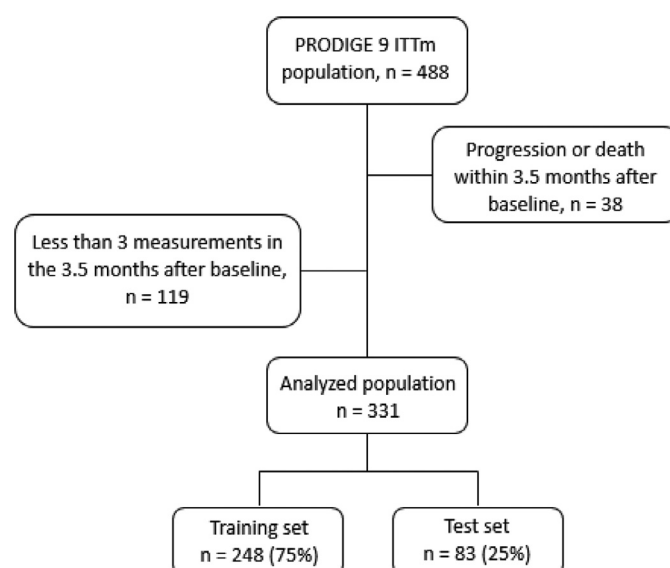 PRODIGE 9 ITTm
population, n = 488
Progression or death
within 3.5 months after
baseline, n = 38
Less than 3 measurements in
the 3.5 months after baseline,
n = 119
Analyzed population
n = 331
Training set
n = 248 (75%)
Test set
n = 83 (25%)